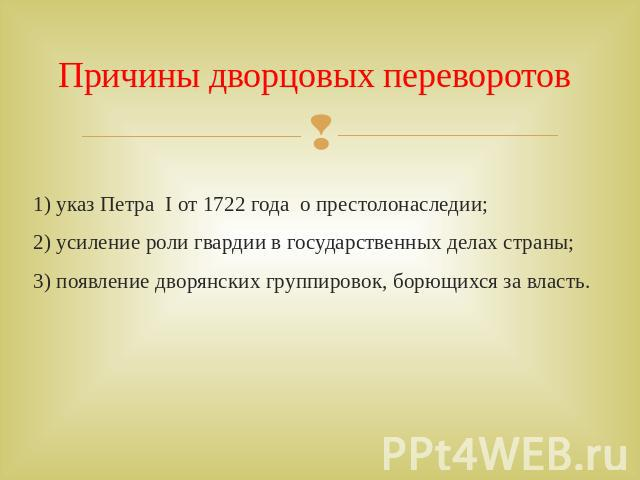 Причины дворцовых переворотов
1) указ Петра I от 1722 года о престолонаследии;
2) усиление роли гвардии в государственных делах страны;
3) появление дворянских группировок, борющихся за власть.
PPt4WEB.ru